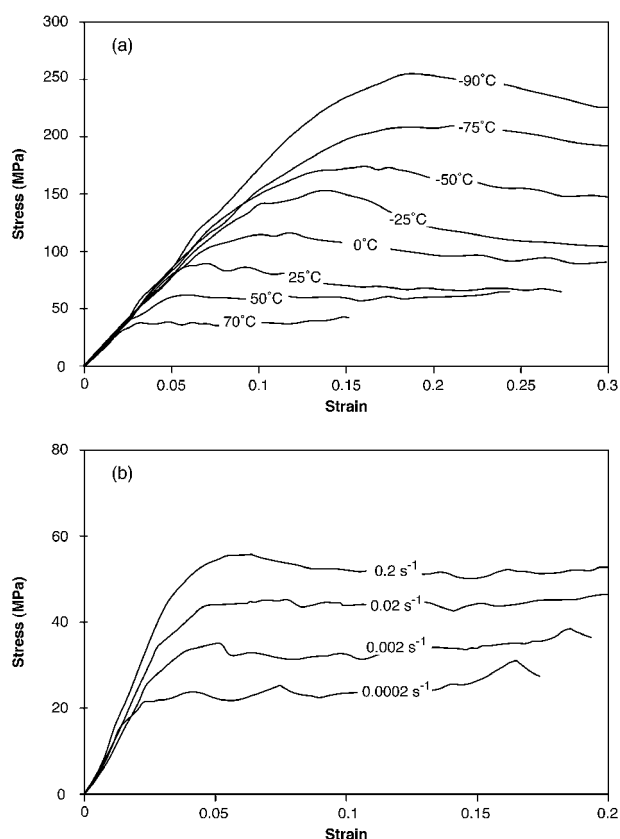 300
(a)
-90°C
250
-75°C
200
-50°C
150
-25°C
0°C
100
25°C
50°C
50
70°C
0
0 0.05 0.1 0.15 0.2 0.25 0.3
Stress (MPa)
Strain
80
(b)
60
0.2 s⁻¹
0.02 s⁻¹
40
0.002 s⁻¹
0.0002 s⁻¹
20
0
0 0.05 0.1 0.15 0.2
Stress (MPa)
Strain